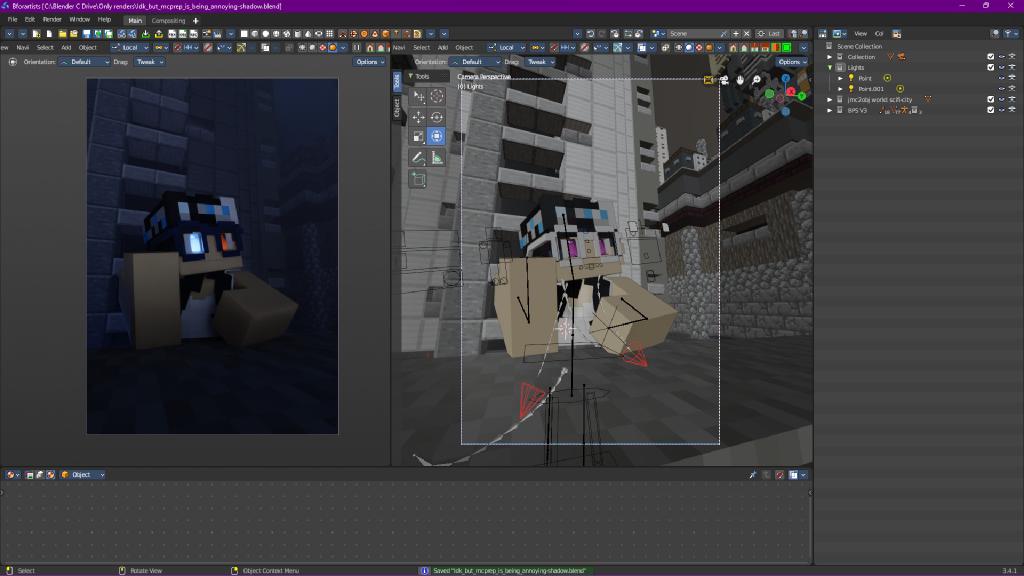 Bforartists [C:\Blender C Drive\Only renders\Idk_but_mcprep_is_being_annoying-shadow.blend]
File Edit Render Window Help Main Compositing +
Scene Last
ew Navi Select Add Object Local
Navi Select Add Object Local
View Col
Orientation: Default Drag: Tweak Options
Orientation: Default Drag: Tweak Options
Scene Collection
Collection
Lights
Point
Point.001
jmc2obj world scifi-city
BPS V3
Tools
Object
Tools
Camera Perspective
(0) Lights
Object
Select Rotate View Object Context Menu Saved "Idk_but_mcprep_is_being_annoying-shadow.blend" 3.4.1